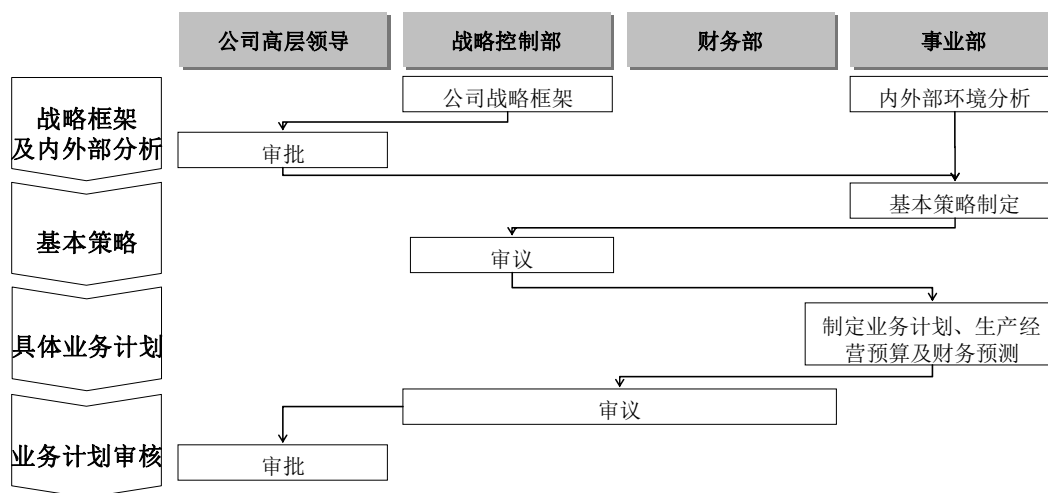 公司高层领导
战略控制部
财务部
事业部
战略框架
及内外部分析
公司战略框架
内外部环境分析
审批
基本策略制定
基本策略
审议
具体业务计划
制定业务计划、生产经
营预算及财务预测
审议
业务计划审核
审批